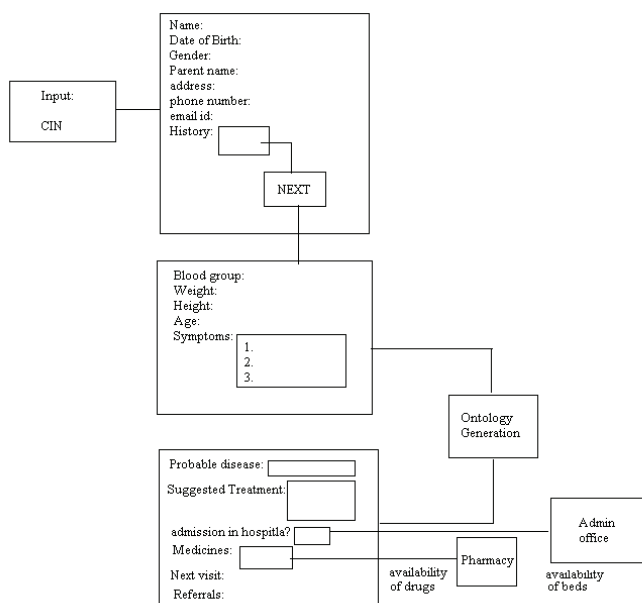 Input:
CIN
Name:
Date of Birth:
Gender:
Parent name:
address:
phone number:
email id:
History:
NEXT
Blood group:
Weight:
Height:
Age:
Symptoms:
1.
2.
3.
Ontology
Generation
Probable disease:
Suggested Treatment:
admission in hospitla?
Medicines:
Next visit:
Referrals:
availability
of drugs
Pharmacy
Admin
office
availability
of beds